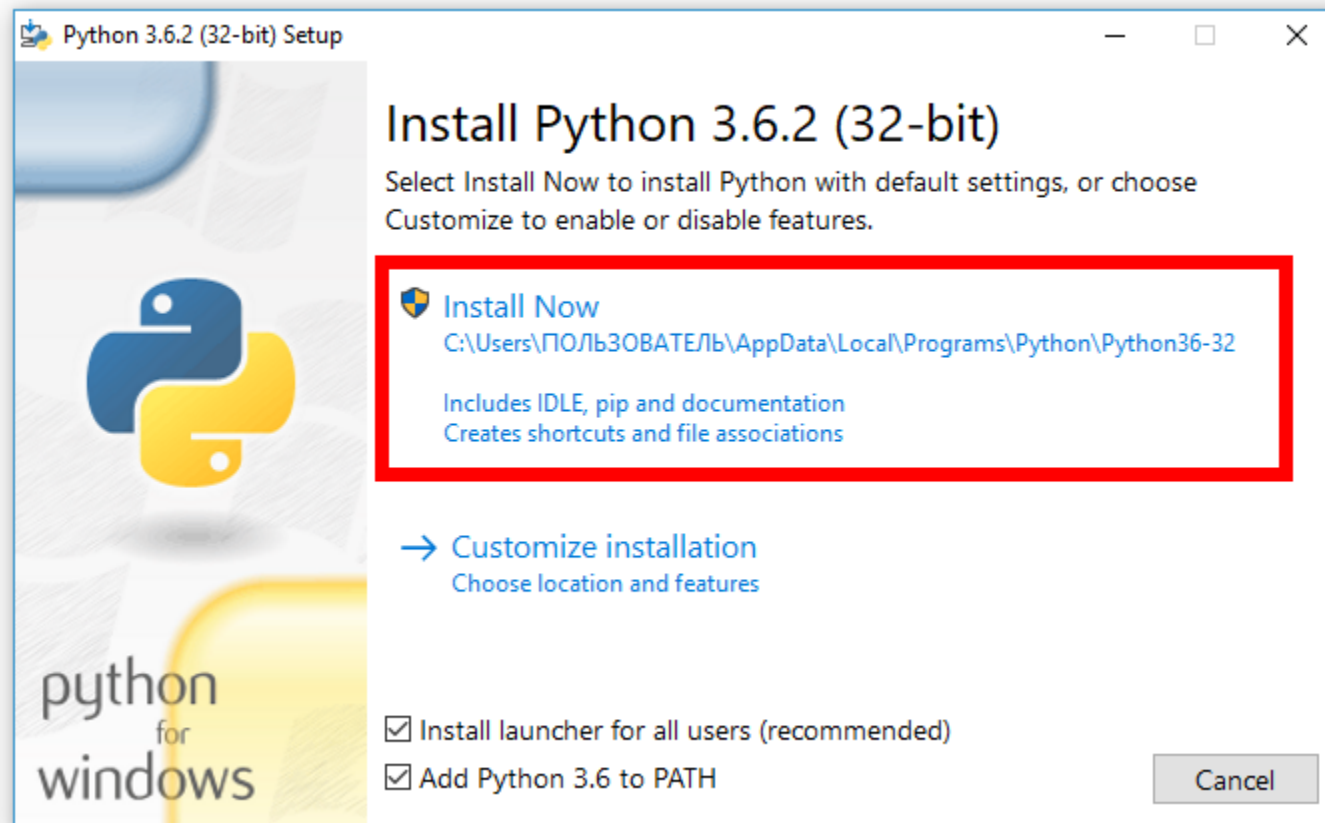 Python 3.6.2 (32-bit) Setup
Install Python 3.6.2 (32-bit)
Select Install Now to install Python with default settings, or choose
Customize to enable or disable features.
Install Now
C:\Users\ПОЛЬЗОВАТЕЛЬ\AppData\Local\Programs\Python\Python36-32
Includes IDLE, pip and documentation
Creates shortcuts and file associations
Customize installation
Choose location and features
python
for
windows
Install launcher for all users (recommended)
Add Python 3.6 to PATH
Cancel